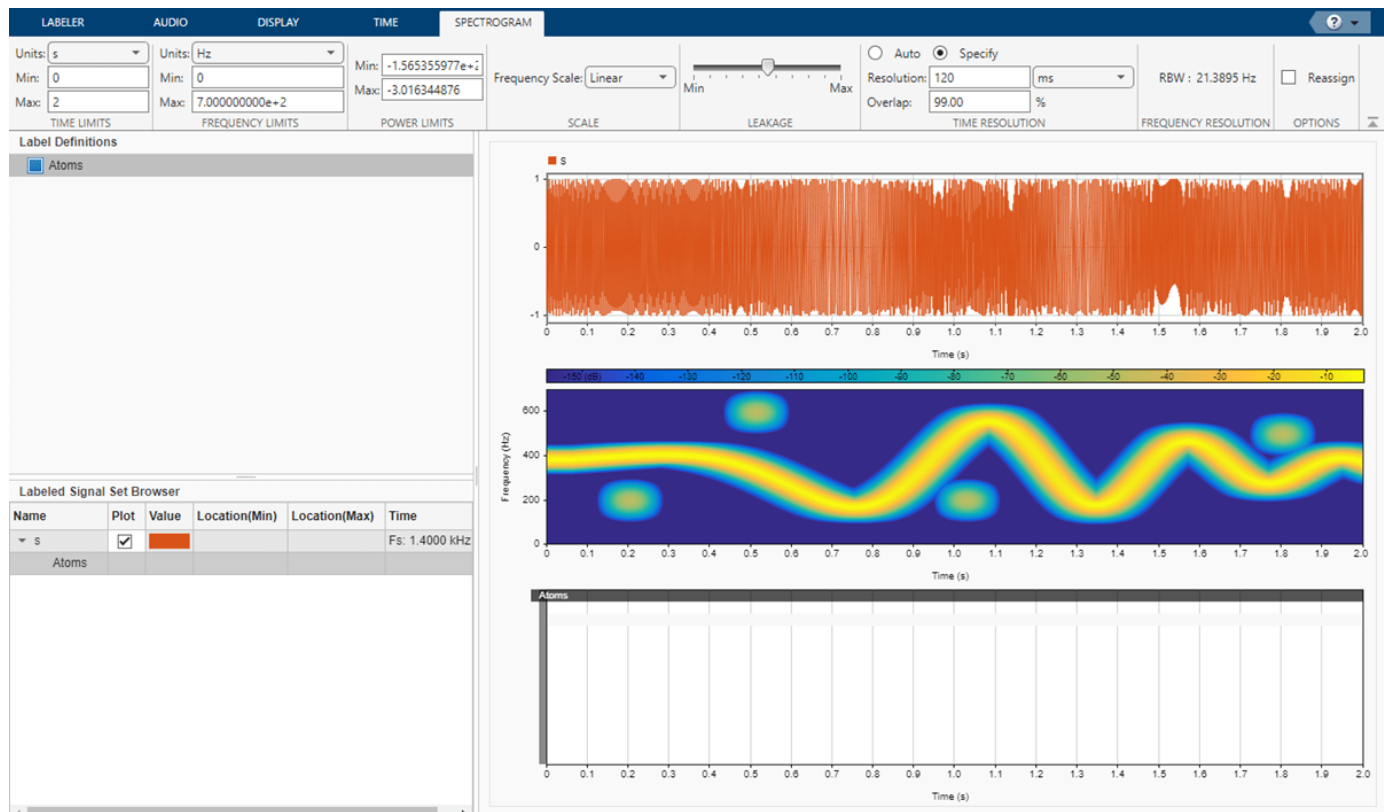 LABELER AUDIO DISPLAY TIME SPECTROGRAM ?
Units: s Units: Hz Auto Specify
Min: 0 Min: 0 Min: -1.565355977e+2 Frequency Scale: Linear Min Max Resolution: 120 ms RBW : 21.3895 Hz Reassign
Max: 2 Max: 7.000000000e+2 Max: -3.016344876 Overlap: 99.00 %
TIME LIMITS FREQUENCY LIMITS POWER LIMITS SCALE LEAKAGE TIME RESOLUTION FREQUENCY RESOLUTION OPTIONS
Label Definitions
Atoms
Labeled Signal Set Browser
Name Plot Value Location(Min) Location(Max) Time
s Fs: 1.4000 kHz
Atoms
s
1
0
-1
0 0.1 0.2 0.3 0.4 0.5 0.6 0.7 0.8 0.9 1.0 1.1 1.2 1.3 1.4 1.5 1.6 1.7 1.8 1.9 2.0
Time (s)
-150 (dB) -140 -130 -120 -110 -100 -90 -80 -70 -60 -50 -40 -30 -20 -10
Frequency (Hz)
600
400
200
0
0 0.1 0.2 0.3 0.4 0.5 0.6 0.7 0.8 0.9 1.0 1.1 1.2 1.3 1.4 1.5 1.6 1.7 1.8 1.9 2.0
Time (s)
Atoms
0 0.1 0.2 0.3 0.4 0.5 0.6 0.7 0.8 0.9 1.0 1.1 1.2 1.3 1.4 1.5 1.6 1.7 1.8 1.9 2.0
Time (s)